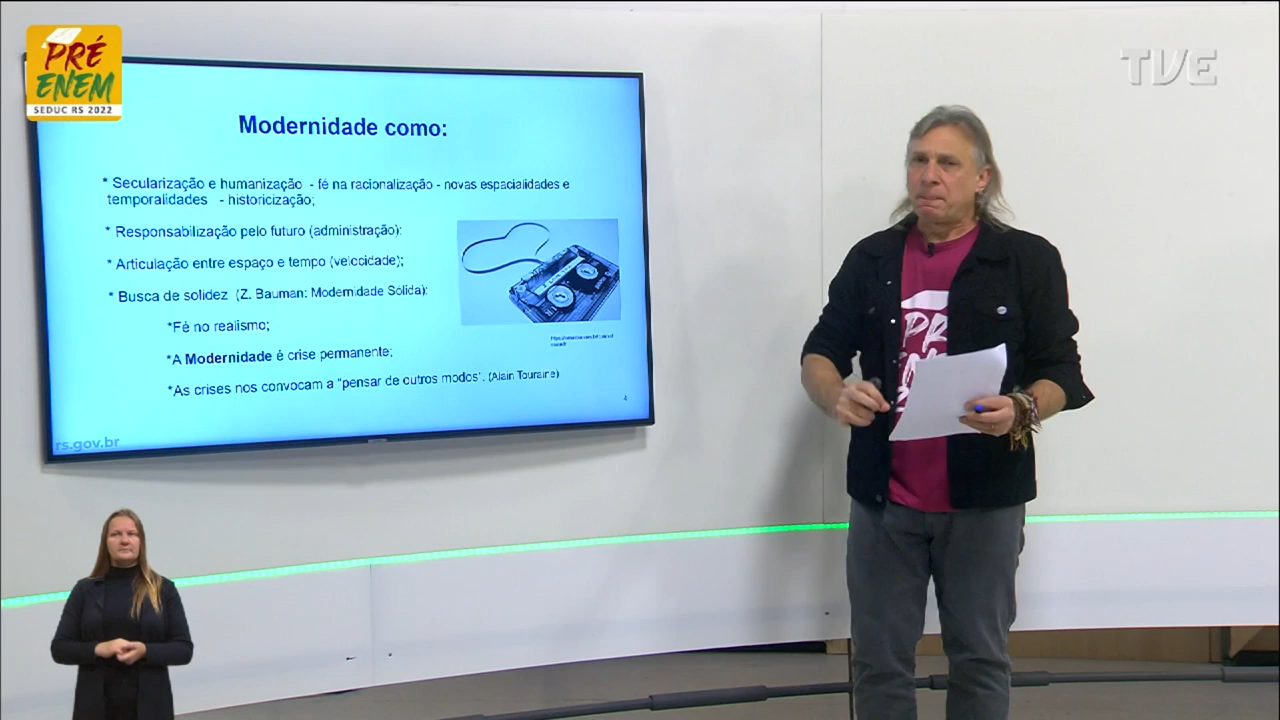 PRÉ
ENEM
SEDUC RS 2022
TVE
Modernidade como:
* Secularização e humanização - fé na racionalização - novas espacialidades e
temporalidades - historicização;
* Responsabilização pelo futuro (administração):
* Articulação entre espaço e tempo (velocidade);
* Busca de solidez (Z. Bauman: Modernidade Sólida):
*Fé no realismo;
*A Modernidade é crise permanente;
*As crises nos convocam a "pensar de outros modos". (Alain Touraine)
4
rs.gov.br
PR